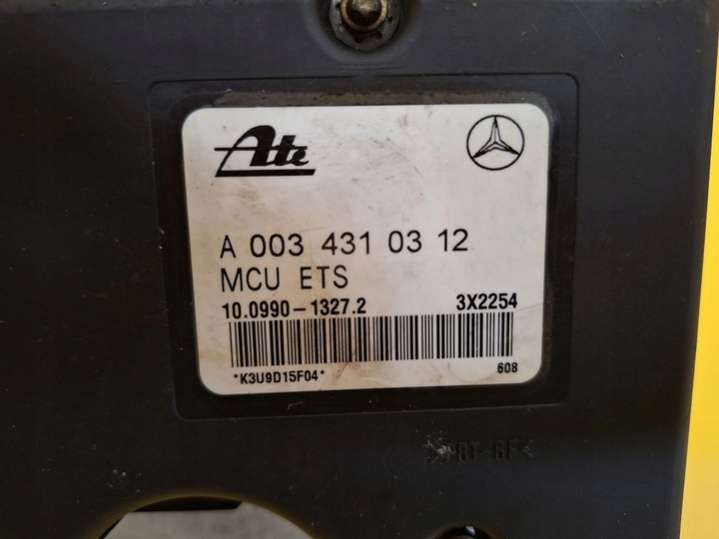 Ate
A 003 431 03 12
MCU ETS
10.0990-1327.2 3X2254
*K3U9D15F04* 608